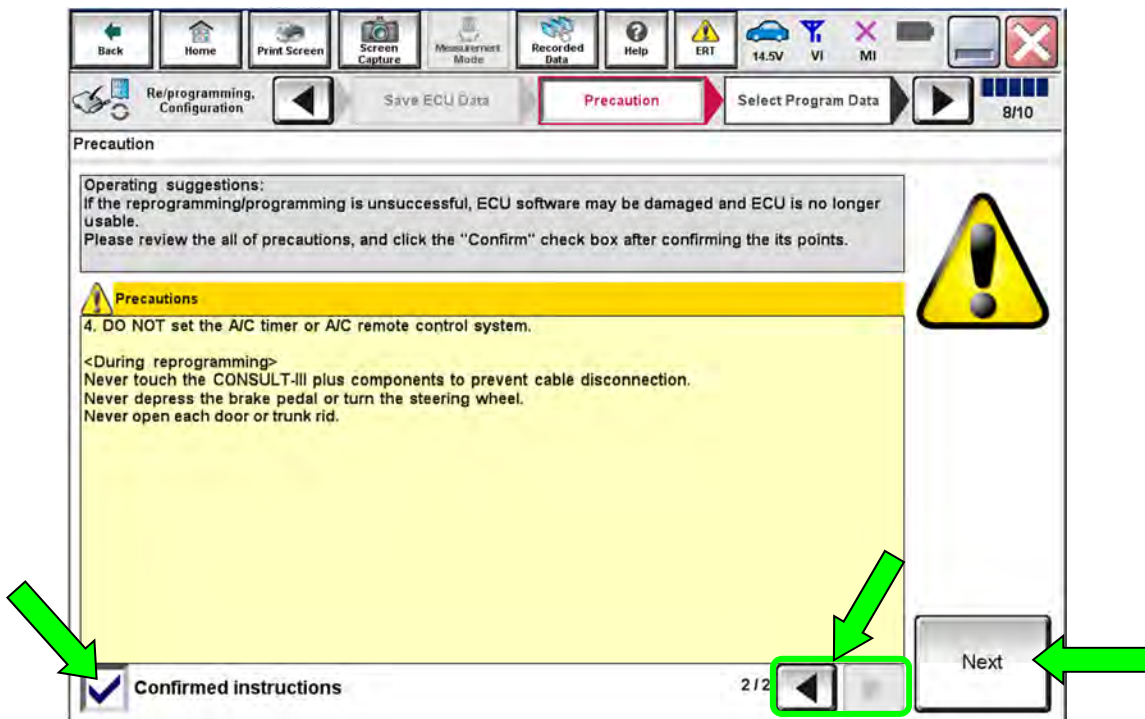 Back
Home
Print Screen
Screen
Capture
Measurement
Mode
Recorded
Data
Help
ERT
14.5V
VI
MI
Re/programming,
Configuration
Save ECU Data
Precaution
Select Program Data
8/10
Precaution
Operating suggestions:
If the reprogramming/programming is unsuccessful, ECU software may be damaged and ECU is no longer
usable.
Please review the all of precautions, and click the "Confirm" check box after confirming the its points.
Precautions
4. DO NOT set the A/C timer or A/C remote control system.
<During reprogramming>
Never touch the CONSULT-III plus components to prevent cable disconnection.
Never depress the brake pedal or turn the steering wheel.
Never open each door or trunk rid.
Confirmed instructions
2/2
Next